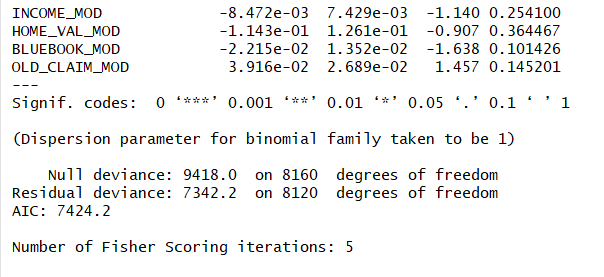 INCOME_MOD -8.472e-03 7.429e-03 -1.140 0.254100
HOME_VAL_MOD -1.143e-01 1.261e-01 -0.907 0.364467
BLUEBOOK_MOD -2.215e-02 1.352e-02 -1.638 0.101426
OLD_CLAIM_MOD 3.916e-02 2.689e-02 1.457 0.145201
---
Signif. codes: 0 ‘***’ 0.001 ‘**’ 0.01 ‘*’ 0.05 ‘.’ 0.1 ‘ ’ 1
(Dispersion parameter for binomial family taken to be 1)
Null deviance: 9418.0 on 8160 degrees of freedom
Residual deviance: 7342.2 on 8120 degrees of freedom
AIC: 7424.2
Number of Fisher Scoring iterations: 5